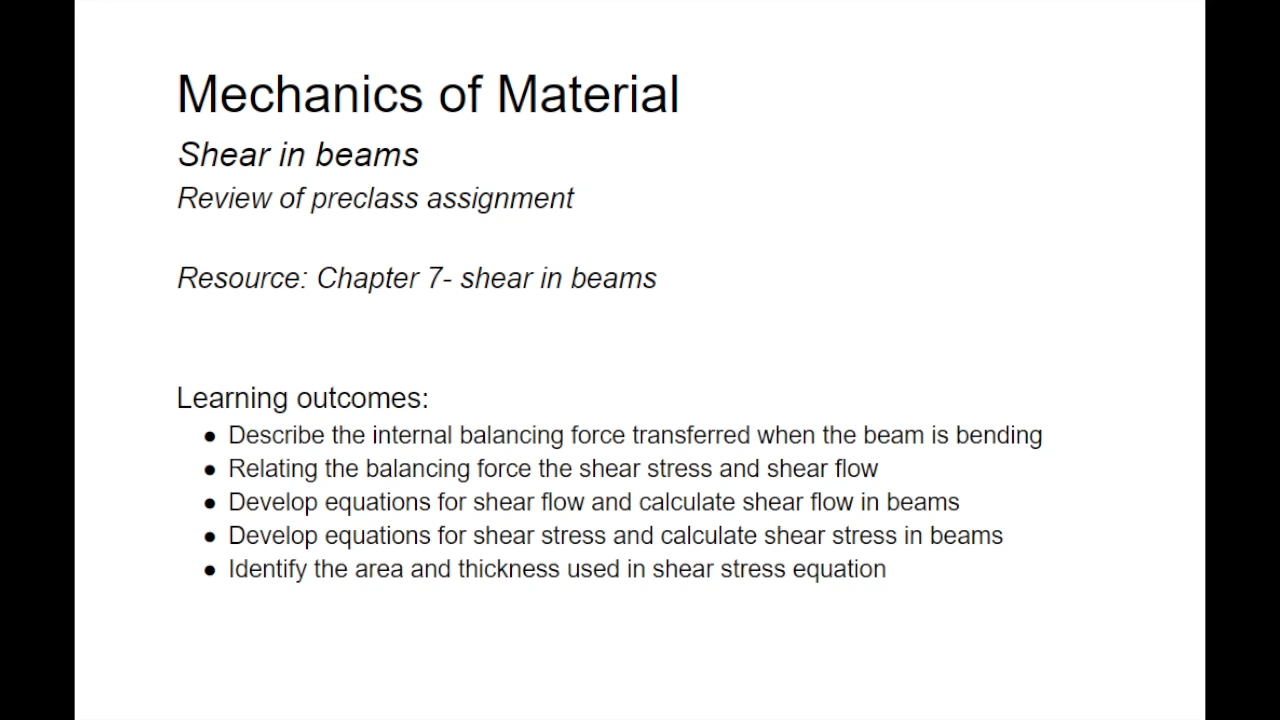 Mechanics of Material
Shear in beams
Review of preclass assignment
Resource: Chapter 7- shear in beams
Learning outcomes:
● Describe the internal balancing force transferred when the beam is bending
● Relating the balancing force the shear stress and shear flow
● Develop equations for shear flow and calculate shear flow in beams
● Develop equations for shear stress and calculate shear stress in beams
● Identify the area and thickness used in shear stress equation